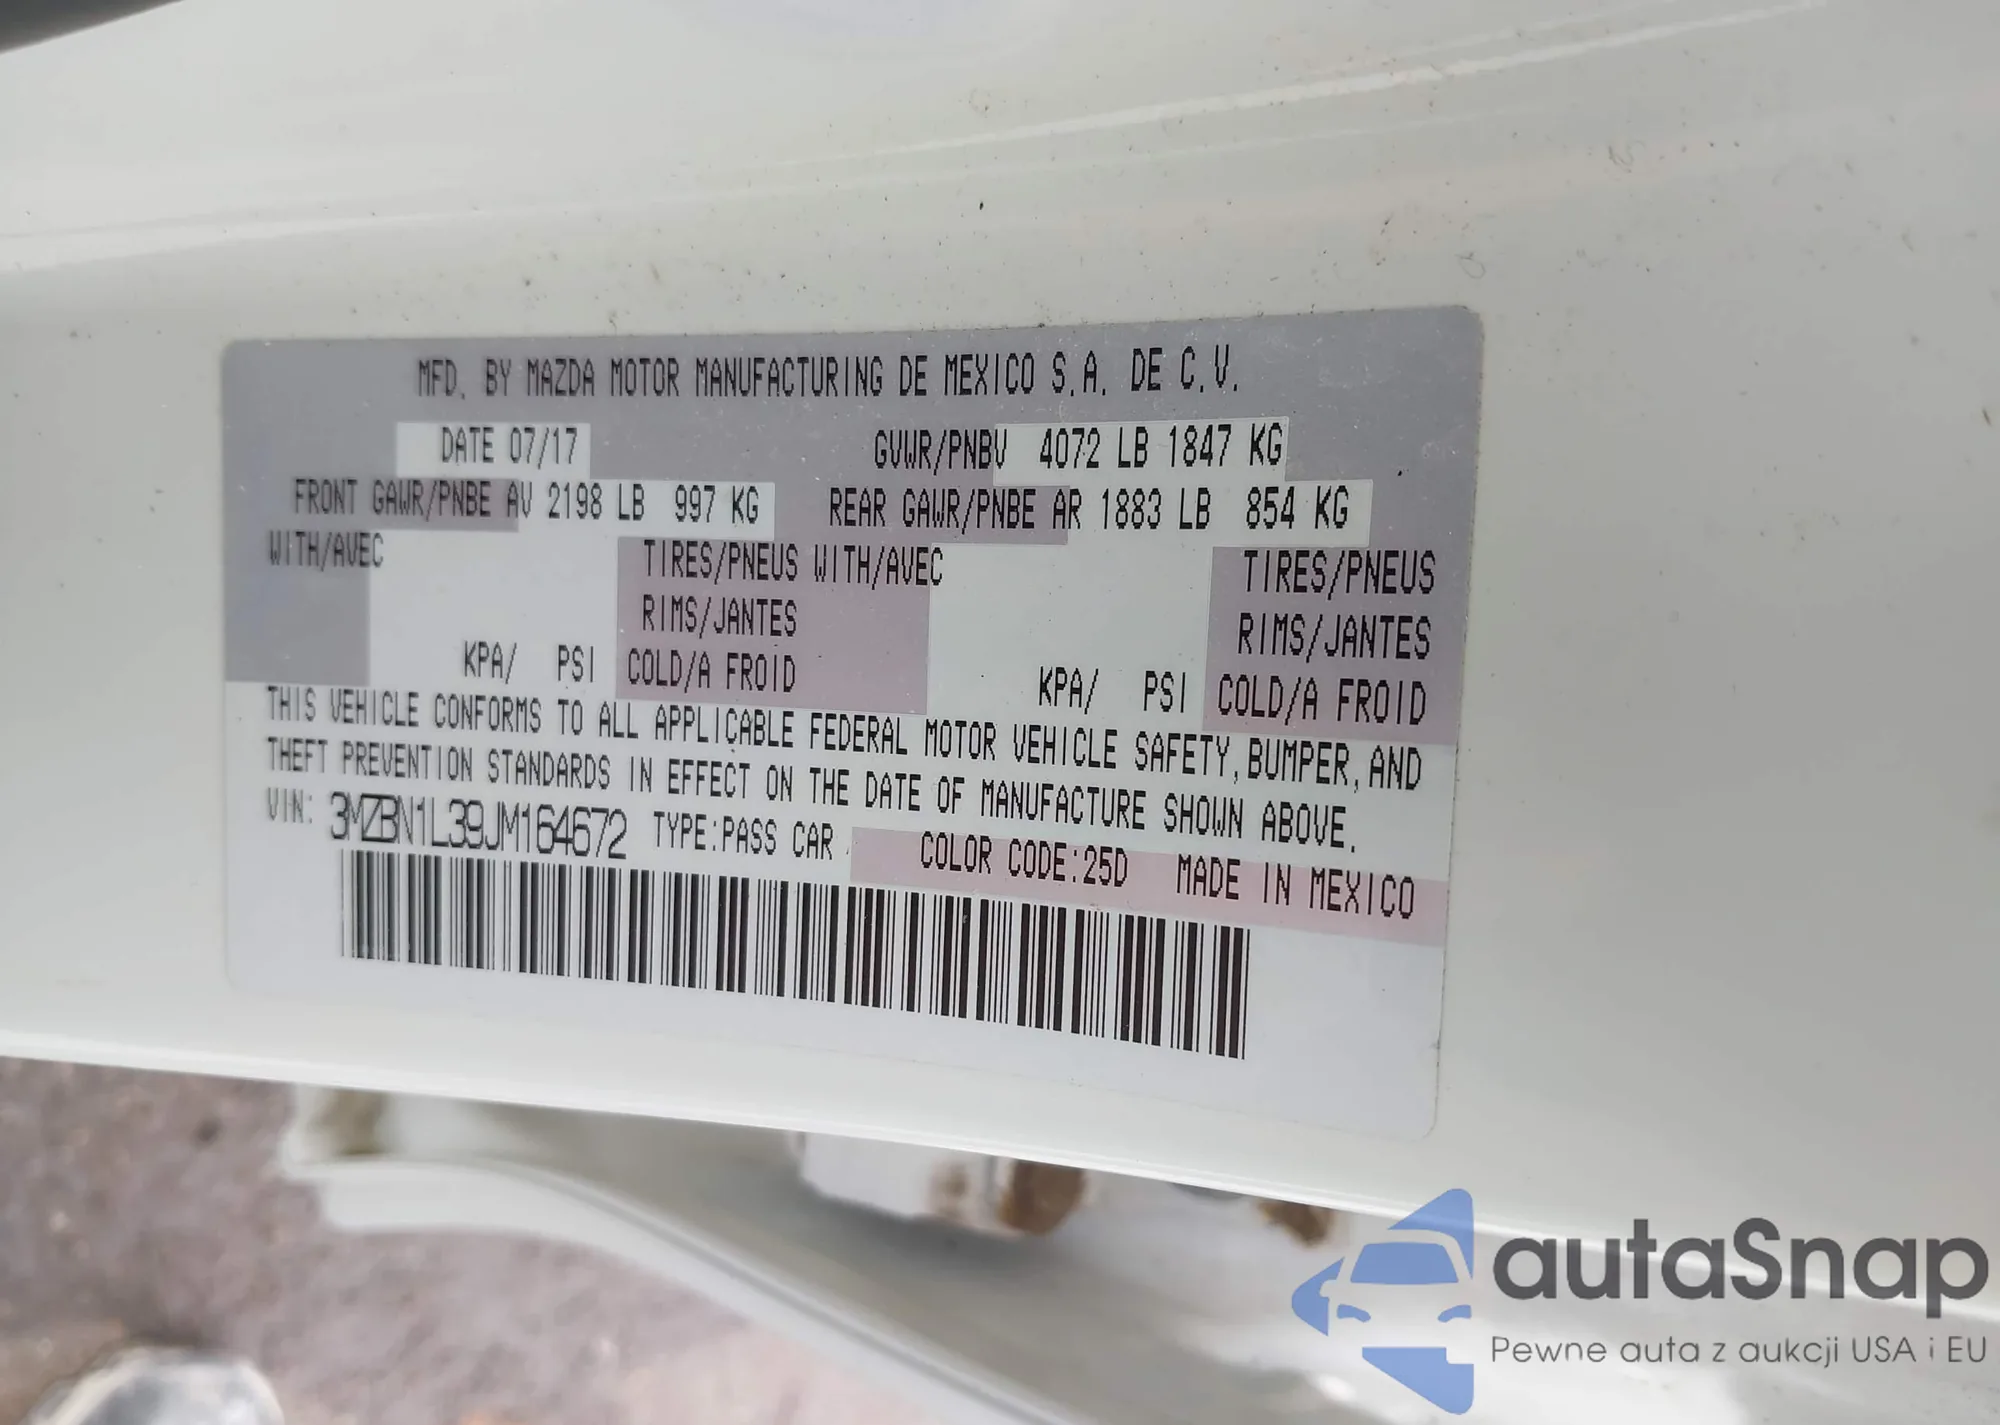 MFD. BY MAZDA MOTOR MANUFACTURING DE MEXICO S.A. DE C.V.
DATE 07/17 GVWR/PNBV 4072 LB 1847 KG
FRONT GAWR/PNBE AV 2198 LB 997 KG REAR GAWR/PNBE AR 1883 LB 854 KG
WITH/AVEC TIRES/PNEUS WITH/AVEC TIRES/PNEUS
RIMS/JANTES RIMS/JANTES
KPA/ PSI COLD/A FROID KPA/ PSI COLD/A FROID
THIS VEHICLE CONFORMS TO ALL APPLICABLE FEDERAL MOTOR VEHICLE SAFETY, BUMPER, AND
THEFT PREVENTION STANDARDS IN EFFECT ON THE DATE OF MANUFACTURE SHOWN ABOVE.
VIN: 3MZBN1L39JM164672 TYPE:PASS CAR COLOR CODE:25D MADE IN MEXICO
autaSnap
Pewne auta z aukcji USA i EU